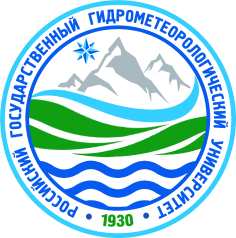 РОССИЙСКИЙ ГОСУДАРСТВЕННЫЙ ГИДРОМЕТЕОРОЛОГИЧЕСКИЙ УНИВЕРСИТЕТ
• 1930 •